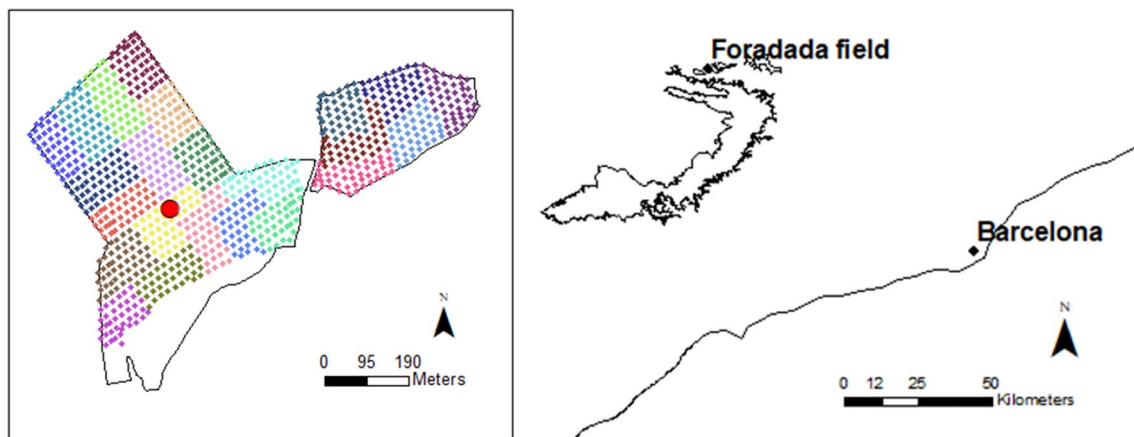 N
0 95 190
Meters
Foradada field
Barcelona
N
0 12 25 50
Kilometers